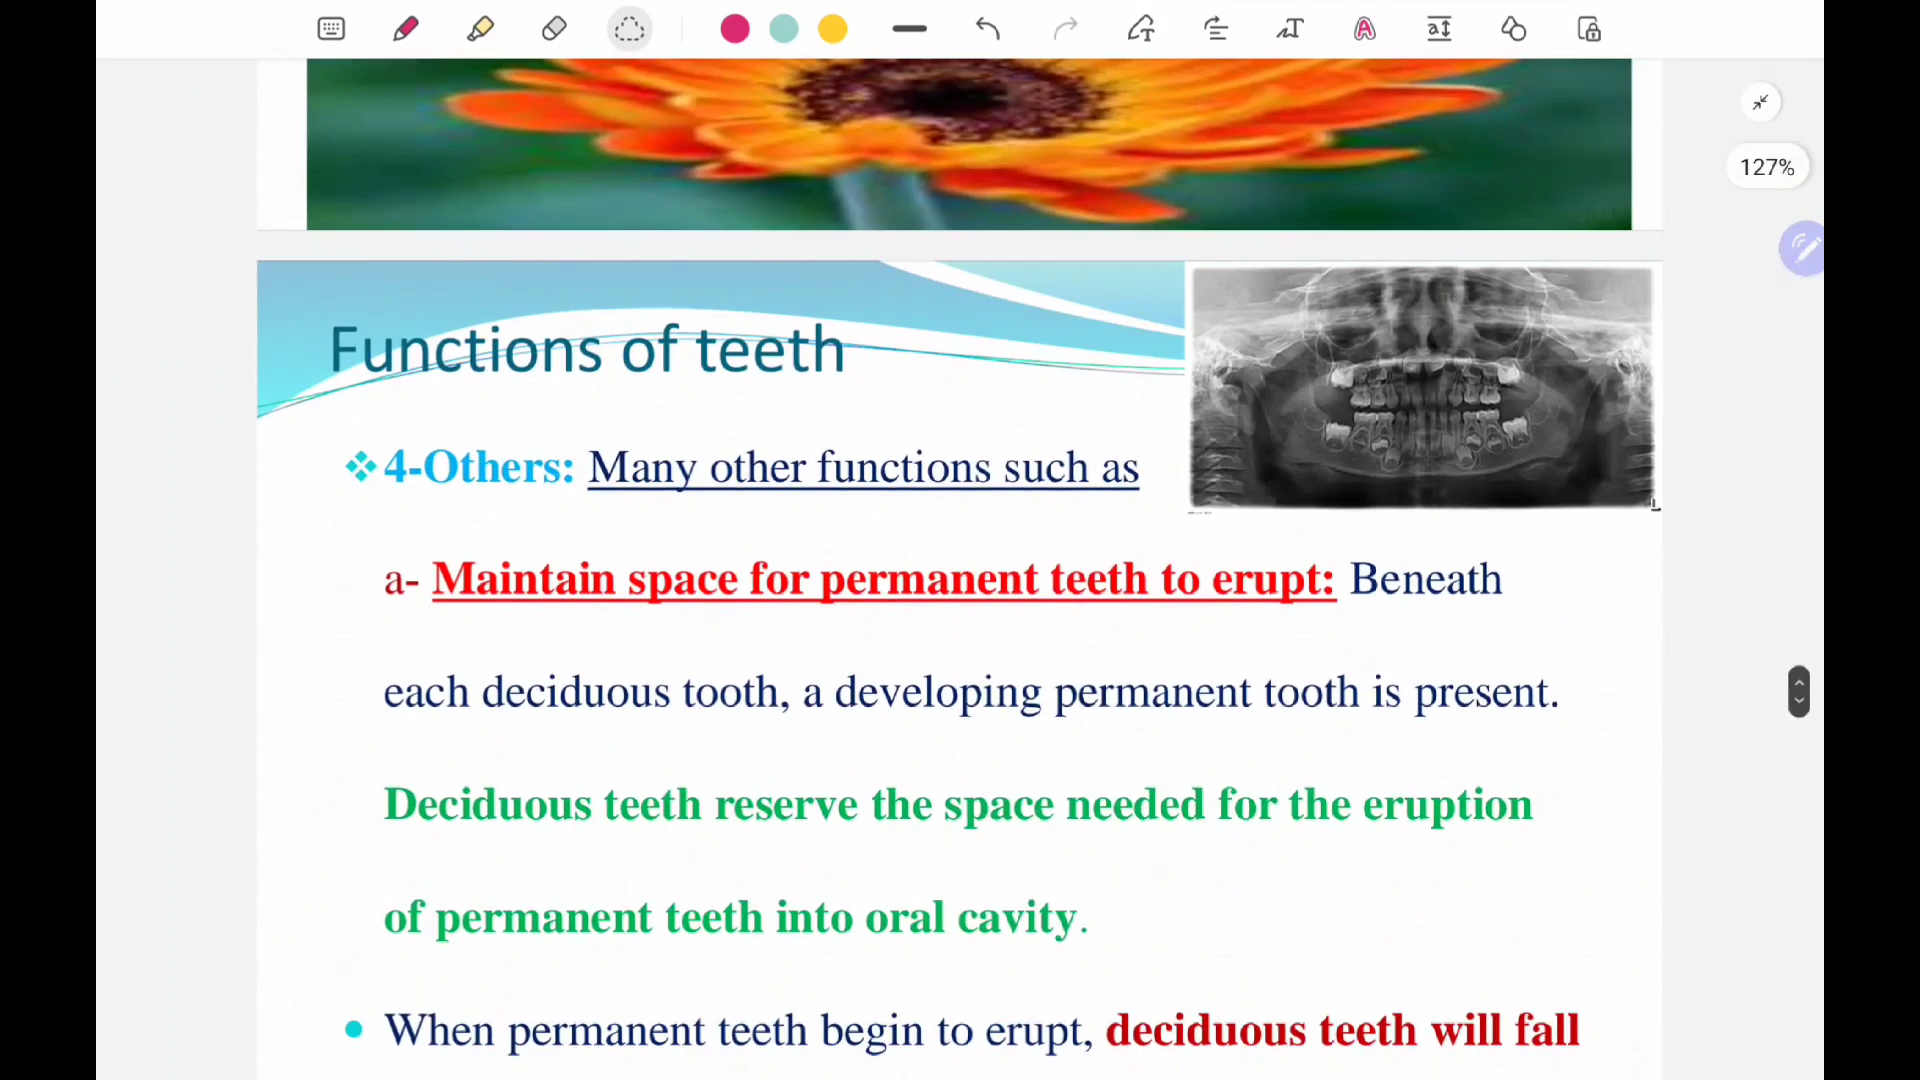 127%
Functions of teeth
4-Others: Many other functions such as
a- Maintain space for permanent teeth to erupt: Beneath
each deciduous tooth, a developing permanent tooth is present.
Deciduous teeth reserve the space needed for the eruption
of permanent teeth into oral cavity.
When permanent teeth begin to erupt, deciduous teeth will fall